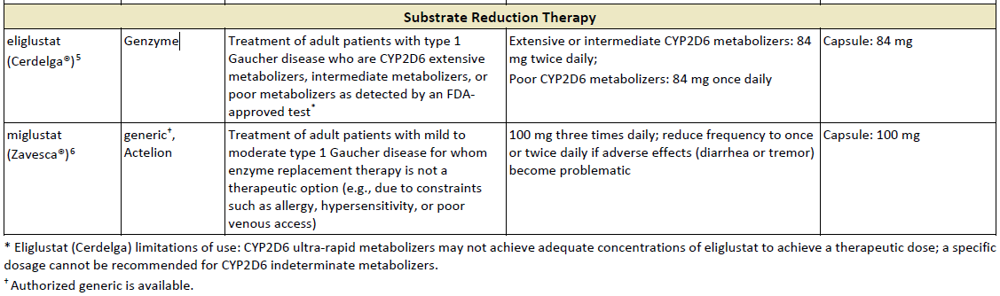 Substrate Reduction Therapy
eliglustat
(Cerdelga®)5
Genzyme
Treatment of adult patients with type 1
Gaucher disease who are CYP2D6 extensive
metabolizers, intermediate metabolizers, or
poor metabolizers as detected by an FDA-
approved test*
Extensive or intermediate CYP2D6 metabolizers: 84
mg twice daily;
Poor CYP2D6 metabolizers: 84 mg once daily
Capsule: 84 mg
miglustat
(Zavesca®)6
generic†,
Actelion
Treatment of adult patients with mild to
moderate type 1 Gaucher disease for whom
enzyme replacement therapy is not a
therapeutic option (e.g., due to constraints
such as allergy, hypersensitivity, or poor
venous access)
100 mg three times daily; reduce frequency to once
or twice daily if adverse effects (diarrhea or tremor)
become problematic
Capsule: 100 mg
* Eliglustat (Cerdelga) limitations of use: CYP2D6 ultra-rapid metabolizers may not achieve adequate concentrations of eliglustat to achieve a therapeutic dose; a specific
dosage cannot be recommended for CYP2D6 indeterminate metabolizers.
† Authorized generic is available.